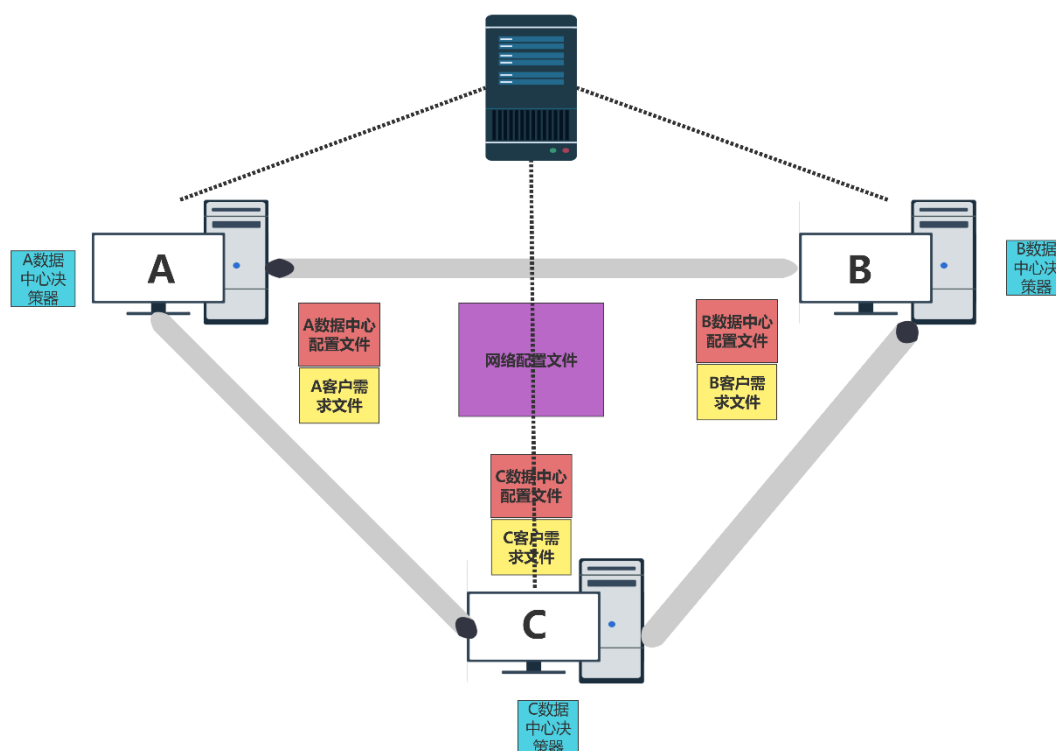 A
B
A数据
中心决
策器
B数据
中心决
策器
A数据中心
配置文件
A客户需
求文件
网络配置文件
B数据中心
配置文件
B客户需
求文件
C数据中心
配置文件
C客户需
求文件
C
C数据
中心决
策器